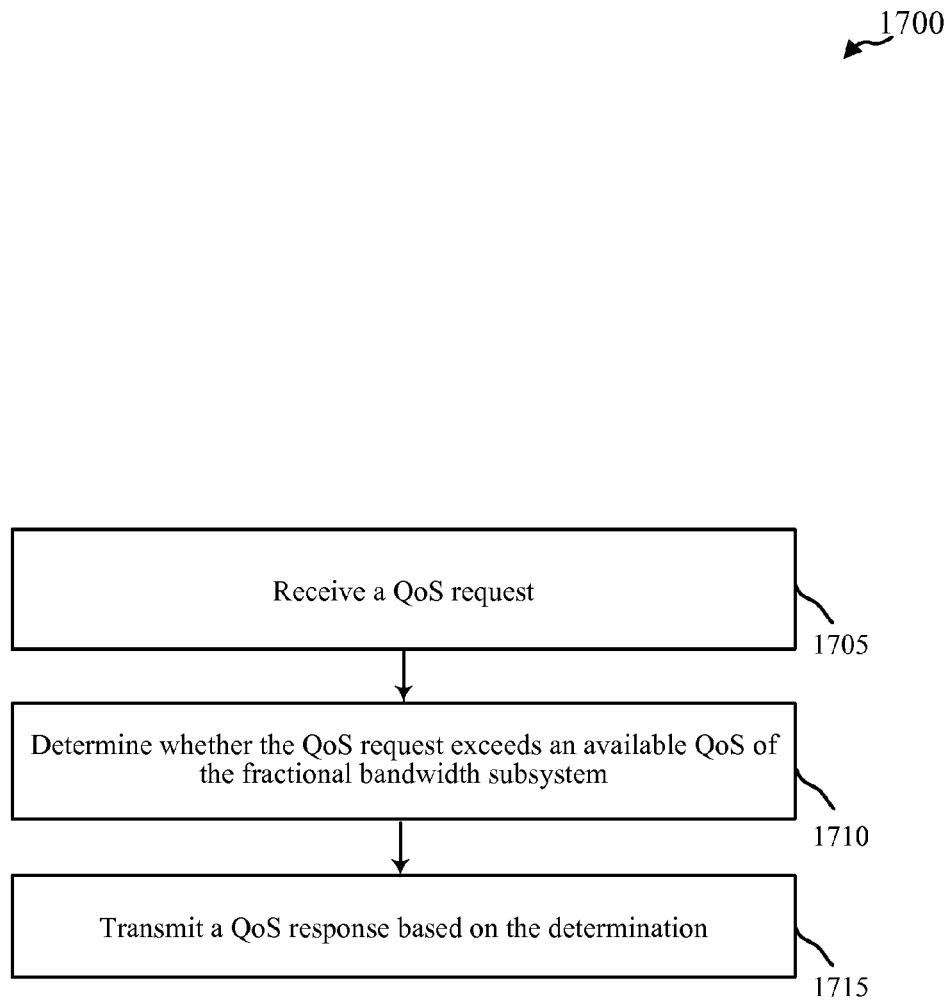 1700
Receive a QoS request
1705
Determine whether the QoS request exceeds an available QoS of
the fractional bandwidth subsystem
1710
Transmit a QoS response based on the determination
1715